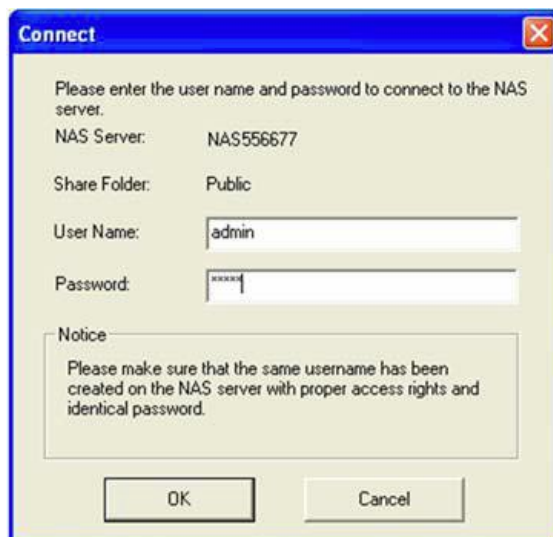 Connect
Please enter the user name and password to connect to the NAS
server.
NAS Server: NAS556677
Share Folder: Public
User Name: admin
Password: *****
Notice
Please make sure that the same username has been
created on the NAS server with proper access rights and
identical password.
OK Cancel